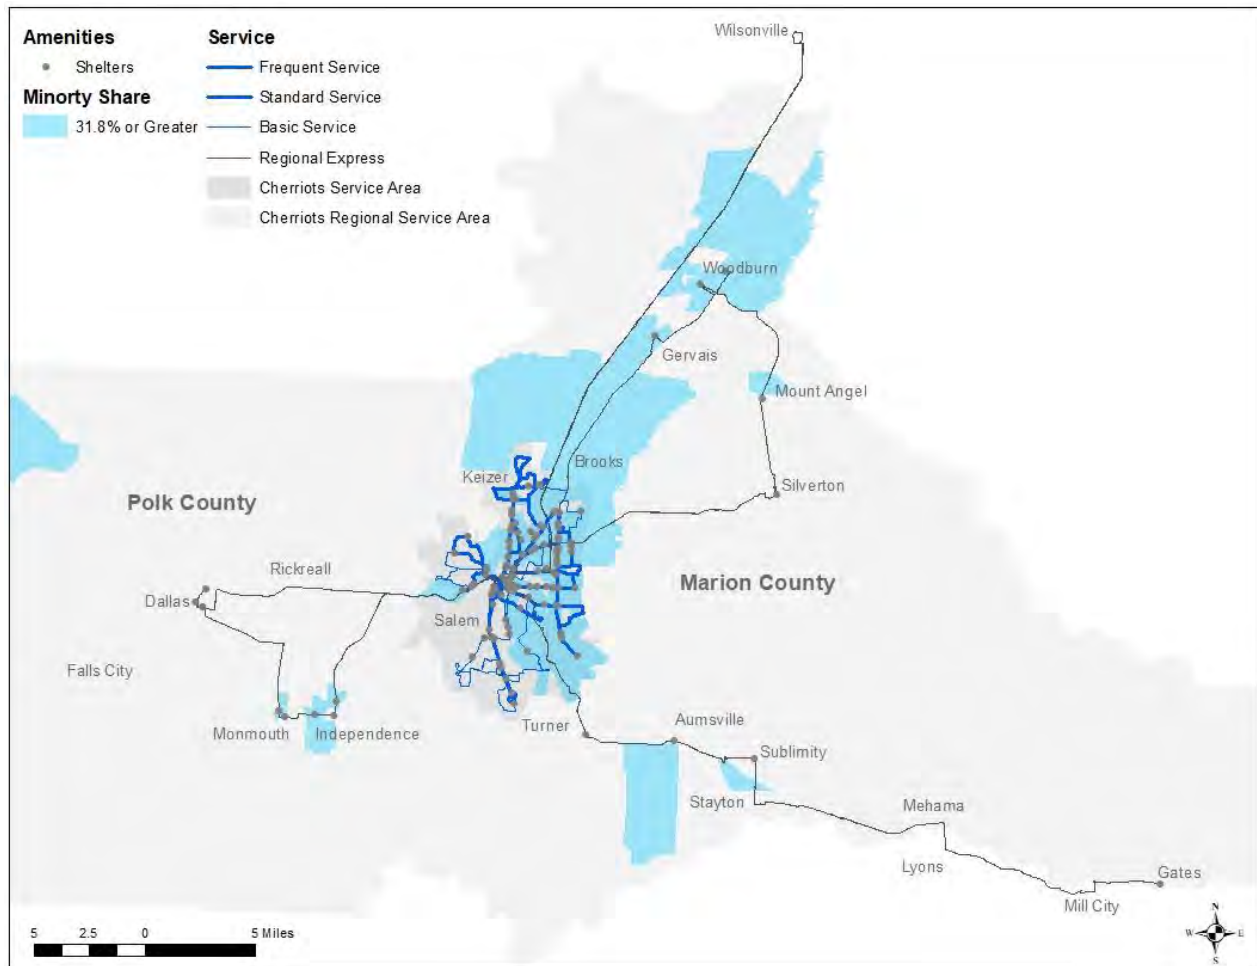 Amenities
Shelters
Minorty Share
31.8% or Greater
Service
Frequent Service
Standard Service
Basic Service
Regional Express
Cherriots Service Area
Cherriots Regional Service Area
Wilsonville
Woodburn
Gervais
Mount Angel
Brooks
Keizer
Silverton
Polk County
Marion County
Rickreall
Dallas
Salem
Falls City
Monmouth
Independence
Turner
Aumsville
Sublimity
Stayton
Mehama
Lyons
Gates
Mill City
5 2.5 0 5 Miles
N
W E
S